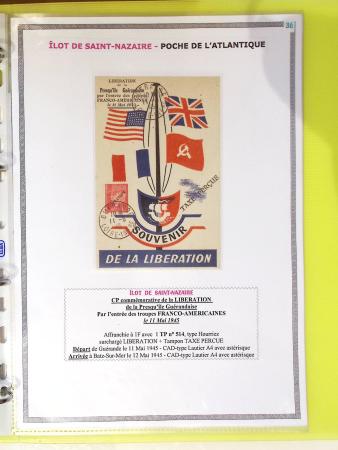 36
ÎLOT DE SAINT-NAZAIRE - POCHE DE L'ATLANTIQUE
LIBERATION
de la
Presqu'île Guérandaise
par l'entrée des troupes
FRANCO-AMERICAINES
le 11 Mai 1945
TAXE PERÇUE
SOUVENIR
DE LA LIBERATION
ÎLOT DE SAINT-NAZAIRE
CP commémorative de la LIBERATION
de la Presqu'île Guérandaise
Par l'entrée des troupes FRANCO-AMERICAINES
le 11 Mai 1945
Affranchie à 1F avec 1 TP n° 514, type Hourriez
surchargé LIBERATION + Tampon TAXE PERCUE
Départ de Guérande le 11 Mai 1945 - CAD-type Lautier A4 avec astérisque
Arrivée à Batz-Sur-Mer le 12 Mai 1945 - CAD-type Lautier A4 avec astérisque